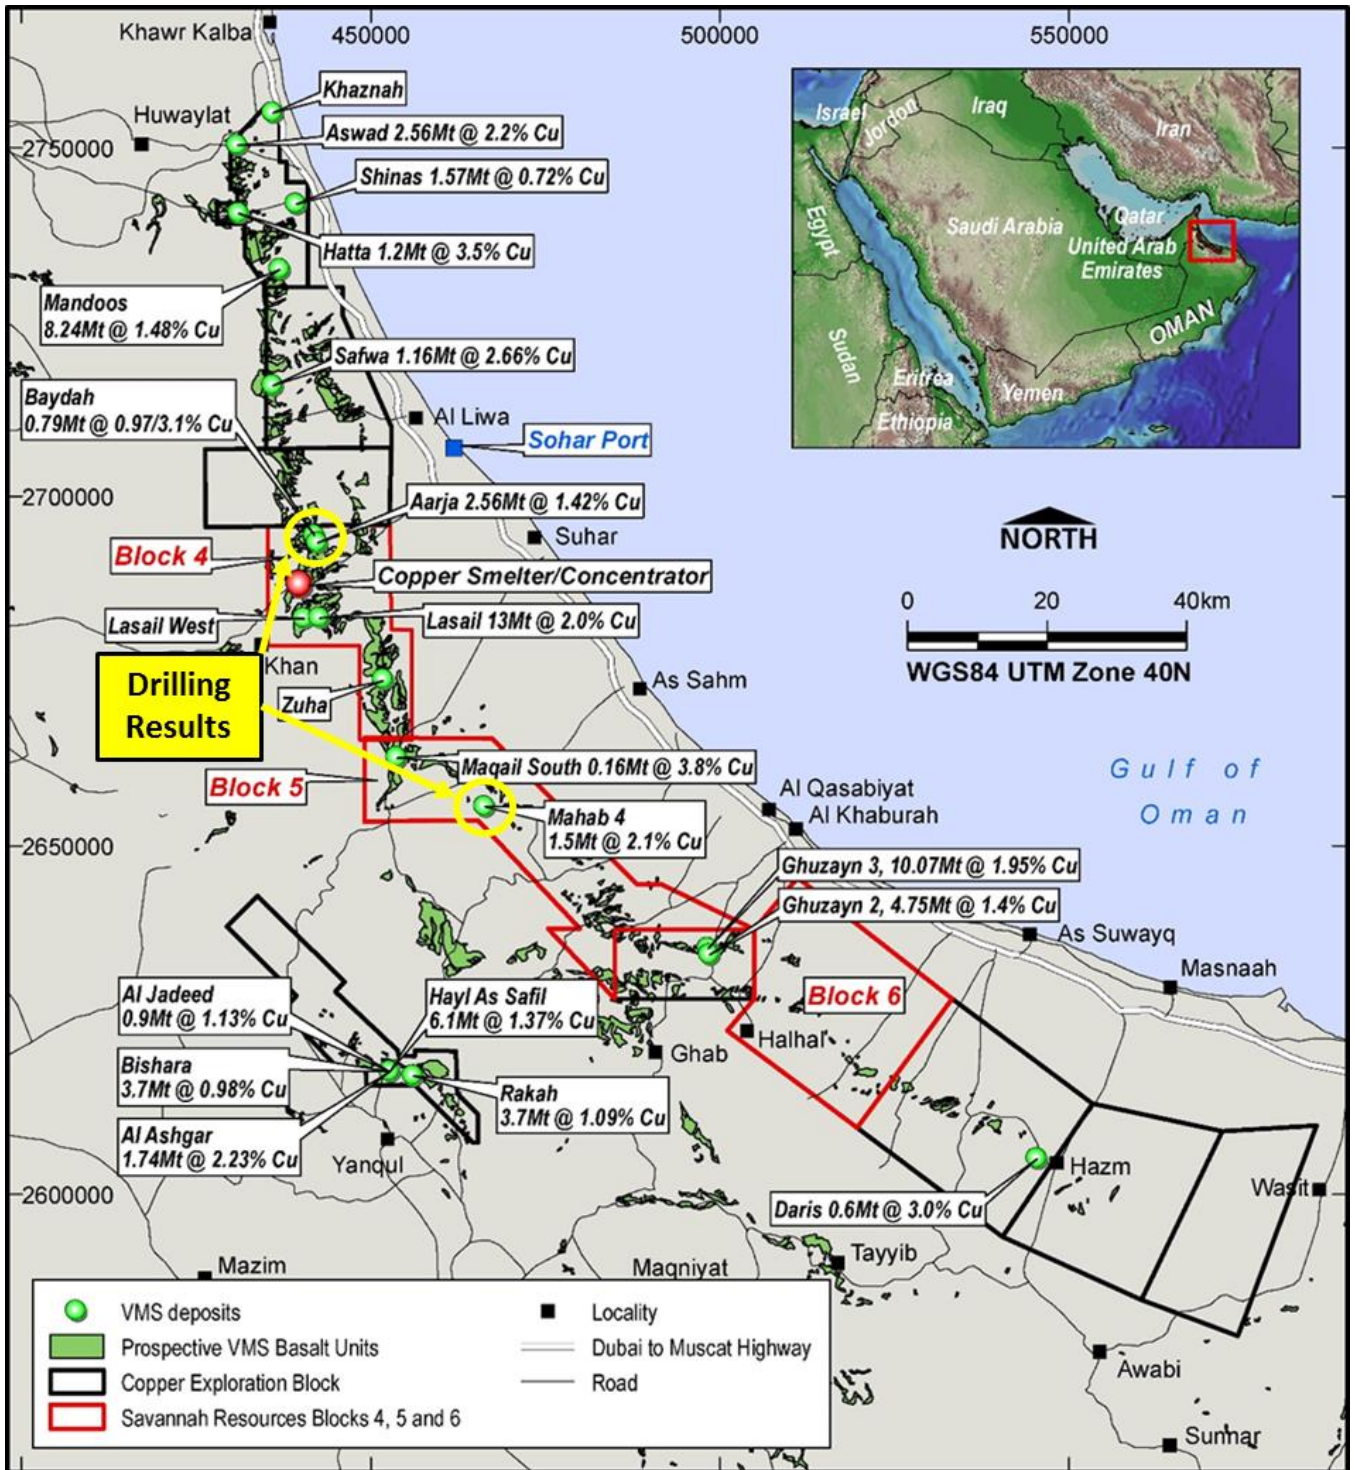 450000
500000
550000
Khawr Kalba
Khaznah
Huwaylat
Aswad 2.56Mt @ 2.2% Cu
2750000
Shinas 1.57Mt @ 0.72% Cu
Hatta 1.2Mt @ 3.5% Cu
Mandoos
8.24Mt @ 1.48% Cu
Safwa 1.16Mt @ 2.66% Cu
Baydah
0.79Mt @ 0.97/3.1% Cu
Al Liwa
Sohar Port
2700000
Aarja 2.56Mt @ 1.42% Cu
Suhar
Block 4
Copper Smelter/Concentrator
Lasail West
Lasail 13Mt @ 2.0% Cu
Khan
Drilling
Results
Zuha
As Sahm
Block 5
Maqail South 0.16Mt @ 3.8% Cu
Mahab 4
1.5Mt @ 2.1% Cu
Al Qasabiyat
Al Khaburah
2650000
Ghuzayn 3, 10.07Mt @ 1.95% Cu
Ghuzayn 2, 4.75Mt @ 1.4% Cu
As Suwayq
Masnaah
Block 6
Al Jadeed
0.9Mt @ 1.13% Cu
Hayl As Safil
6.1Mt @ 1.37% Cu
Halhal
Ghab
Bishara
3.7Mt @ 0.98% Cu
Rakah
3.7Mt @ 1.09% Cu
Al Ashgar
1.74Mt @ 2.23% Cu
Yanqul
Hazm
Wasit
2600000
Daris 0.6Mt @ 3.0% Cu
Mazim
Maqniyat
Tayyib
Awabi
Sunnar
Israel
Jordon
Iraq
Iran
Egypt
Saudi Arabia
Qatar
United Arab
Emirates
OMAN
Sudan
Eritrea
Yemen
Ethiopia
NORTH
0
20
40km
WGS84 UTM Zone 40N
Gulf of
Oman
VMS deposits
Prospective VMS Basalt Units
Copper Exploration Block
Savannah Resources Blocks 4, 5 and 6
Locality
Dubai to Muscat Highway
Road